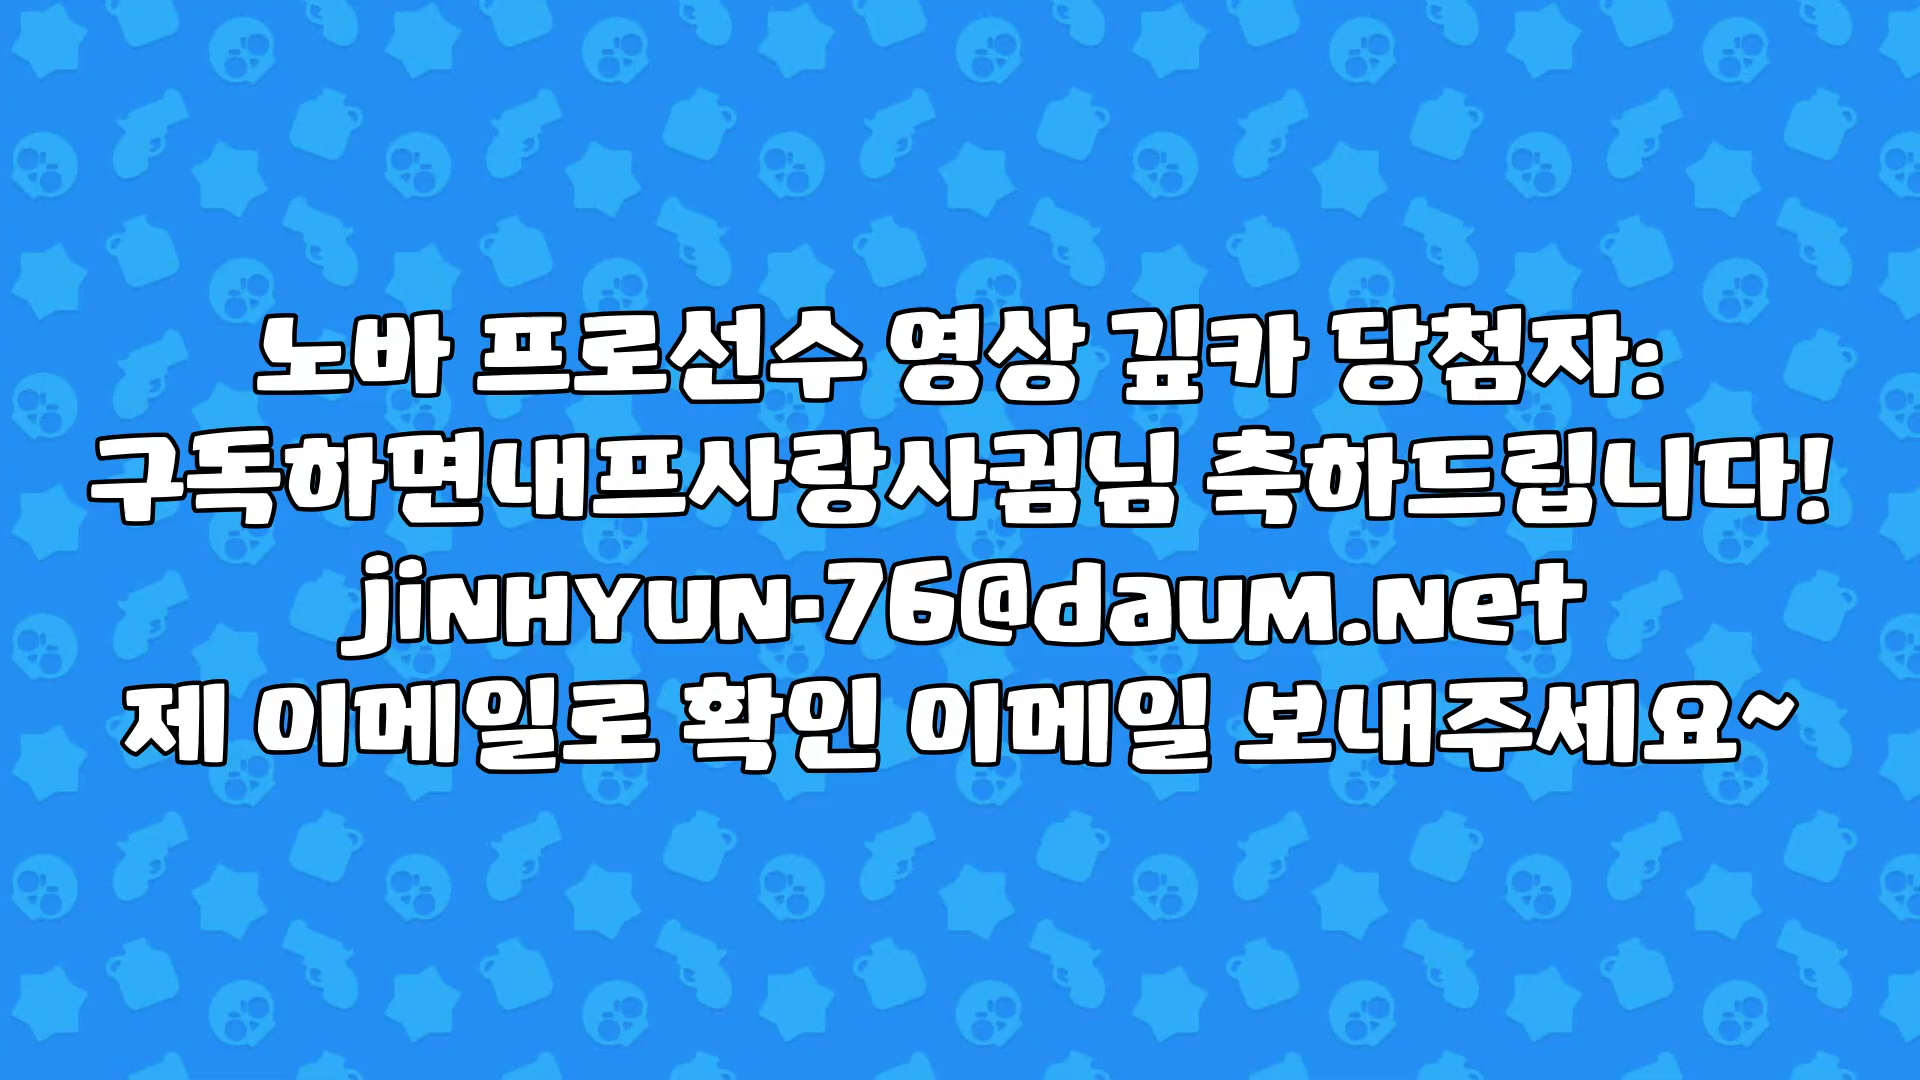 노바 프로선수 영상 깊카 당첨자:
구독하면내프사랑사귐님 축하드립니다!
jinhyun-76@daum.net
제 이메일로 확인 이메일 보내주세요~